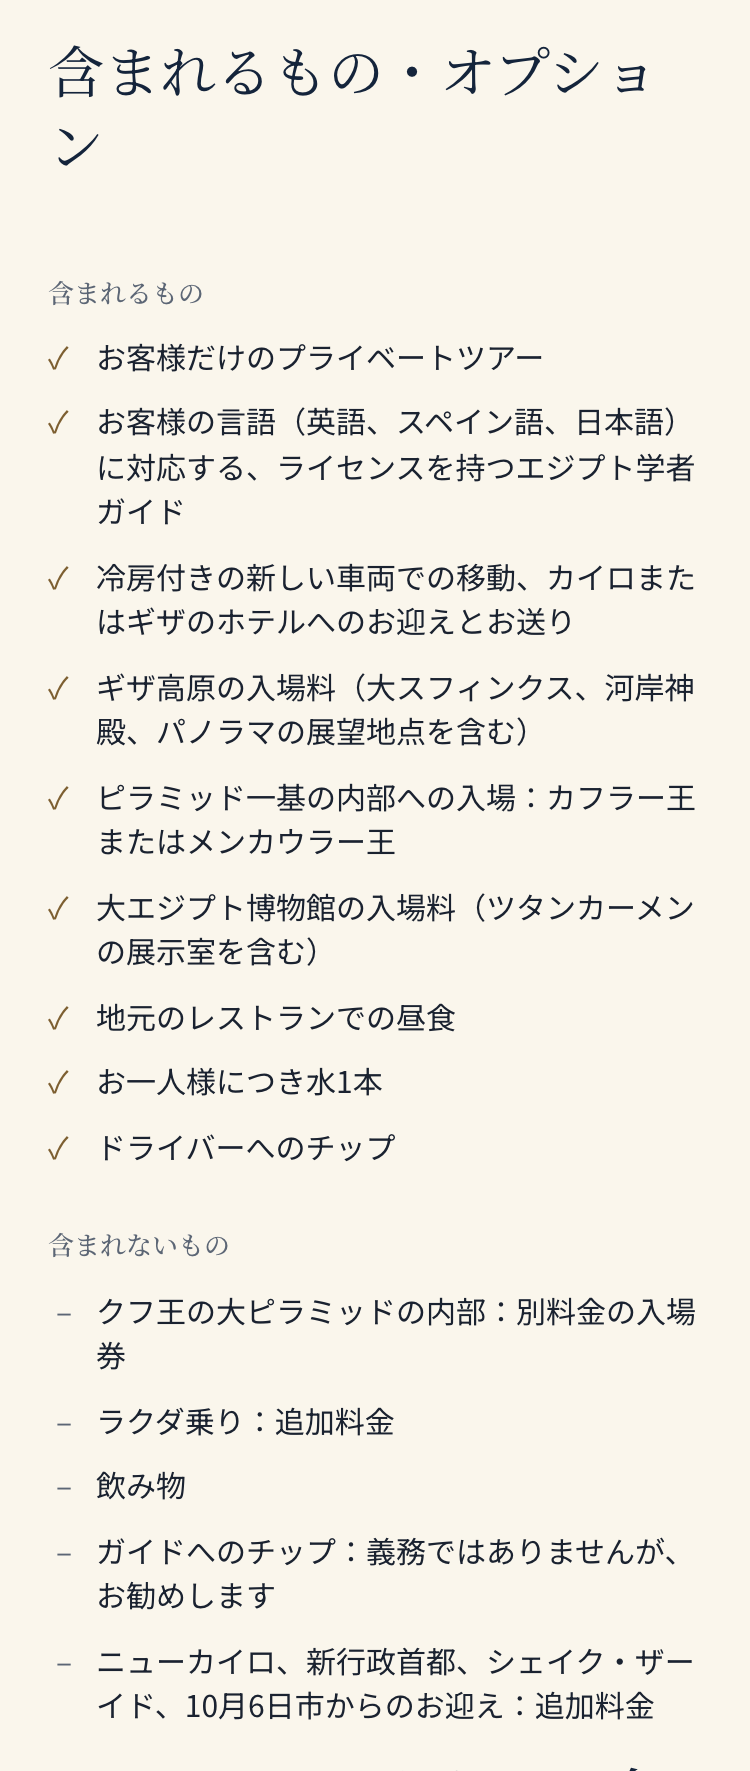 含まれるもの・オプショ
ン
含まれるもの
✓ お客様だけのプライベートツアー
✓ お客様の言語（英語、スペイン語、日本語）
に対応する、ライセンスを持つエジプト学者
ガイド
✓ 冷房付きの新しい車両での移動、カイロまた
はギザのホテルへのお迎えとお送り
✓ ギザ高原の入場料（大スフィンクス、河岸神
殿、パノラマの展望地点を含む）
✓ ピラミッド一基の内部への入場：カフラー王
またはメンカウラー王
✓ 大エジプト博物館の入場料（ツタンカーメン
の展示室を含む）
✓ 地元のレストランでの昼食
✓ お一人様につき水1本
✓ ドライバーへのチップ
含まれないもの
– クフ王の大ピラミッドの内部：別料金の入場
券
– ラクダ乗り：追加料金
– 飲み物
– ガイドへのチップ：義務ではありませんが、
お勧めします
– ニューカイロ、新行政首都、シェイク・ザー
イド、10月6日市からのお迎え：追加料金